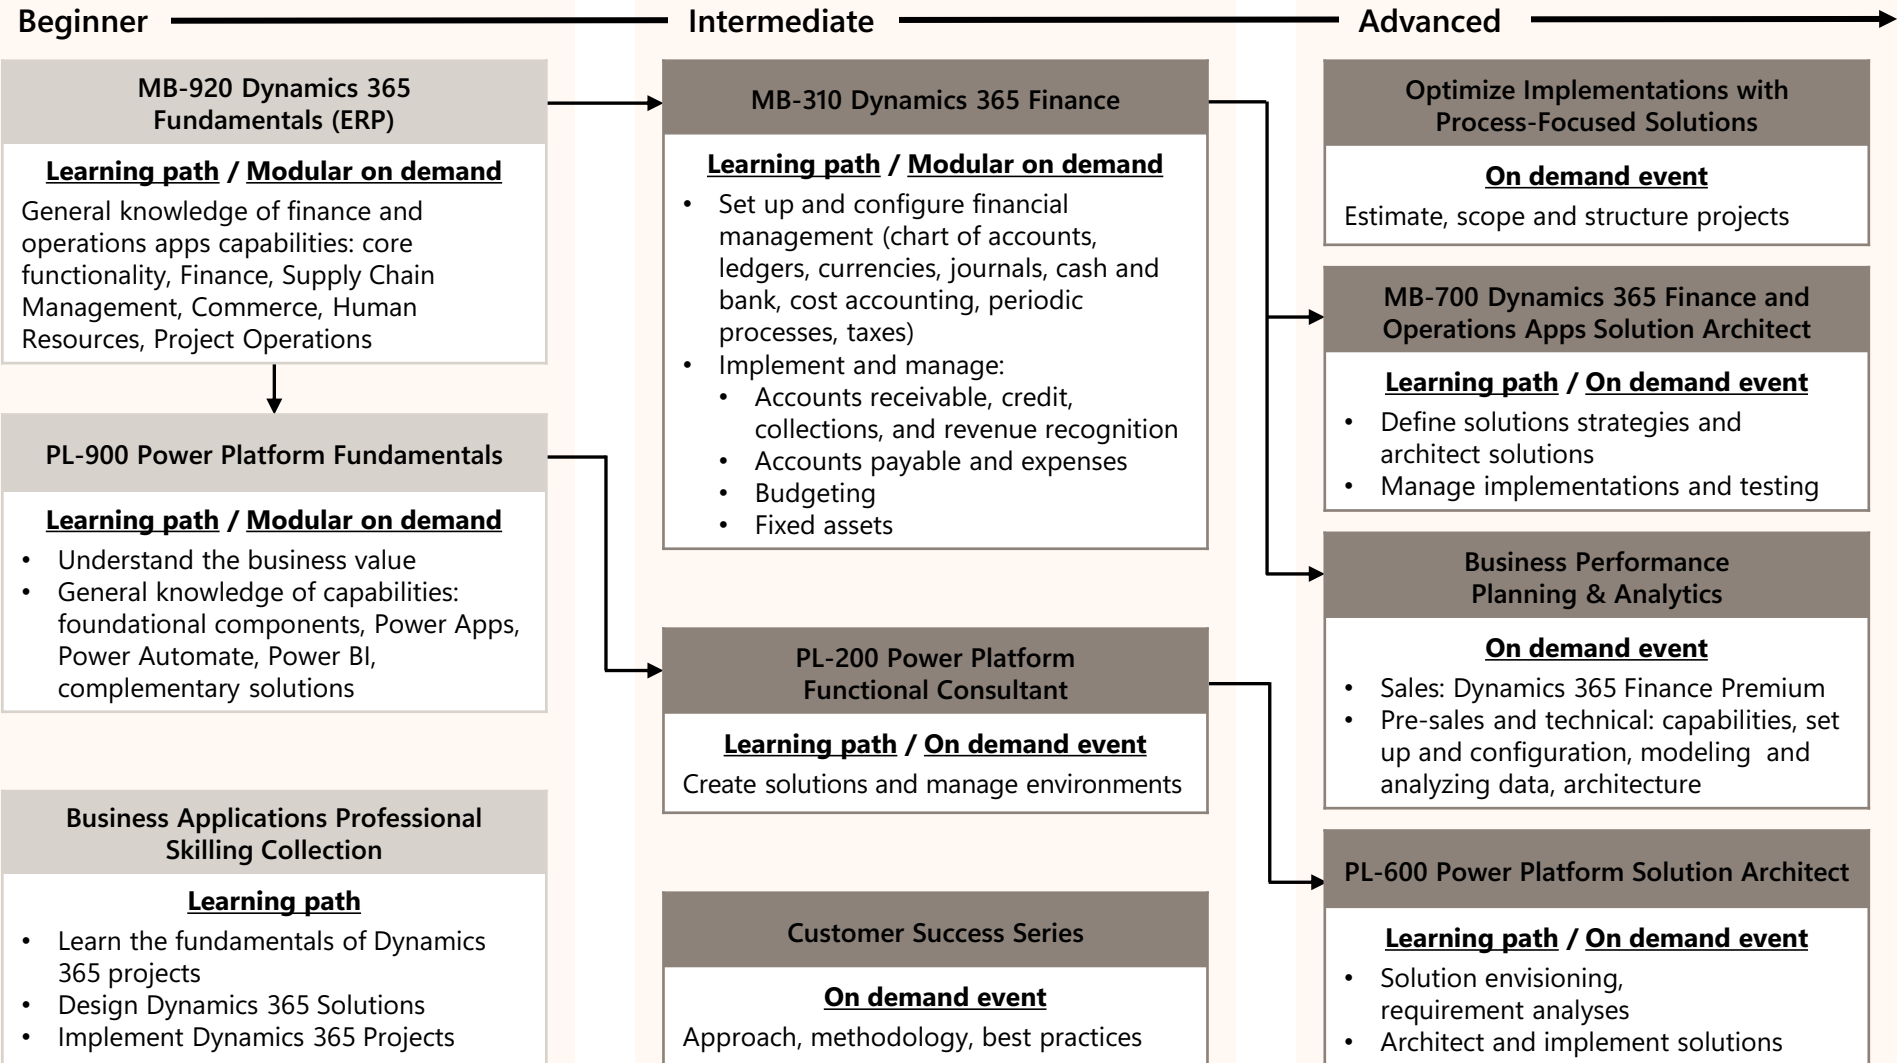 Beginner
Intermediate
Advanced
MB-920 Dynamics 365
Fundamentals (ERP)
Learning path / Modular on demand
General knowledge of finance and
operations apps capabilities: core
functionality, Finance, Supply Chain
Management, Commerce, Human
Resources, Project Operations
PL-900 Power Platform Fundamentals
Learning path / Modular on demand
• Understand the business value
• General knowledge of capabilities:
foundational components, Power Apps,
Power Automate, Power BI,
complementary solutions
Business Applications Professional
Skilling Collection
Learning path
• Learn the fundamentals of Dynamics
365 projects
• Design Dynamics 365 Solutions
• Implement Dynamics 365 Projects
MB-310 Dynamics 365 Finance
Learning path / Modular on demand
• Set up and configure financial
management (chart of accounts,
ledgers, currencies, journals, cash and
bank, cost accounting, periodic
processes, taxes)
• Implement and manage:
• Accounts receivable, credit,
collections, and revenue recognition
• Accounts payable and expenses
• Budgeting
• Fixed assets
PL-200 Power Platform
Functional Consultant
Learning path / On demand event
Create solutions and manage environments
Customer Success Series
On demand event
Approach, methodology, best practices
Optimize Implementations with
Process-Focused Solutions
On demand event
Estimate, scope and structure projects
MB-700 Dynamics 365 Finance and
Operations Apps Solution Architect
Learning path / On demand event
• Define solutions strategies and
architect solutions
• Manage implementations and testing
Business Performance
Planning & Analytics
On demand event
• Sales: Dynamics 365 Finance Premium
• Pre-sales and technical: capabilities, set
up and configuration, modeling and
analyzing data, architecture
PL-600 Power Platform Solution Architect
Learning path / On demand event
• Solution envisioning,
requirement analyses
• Architect and implement solutions